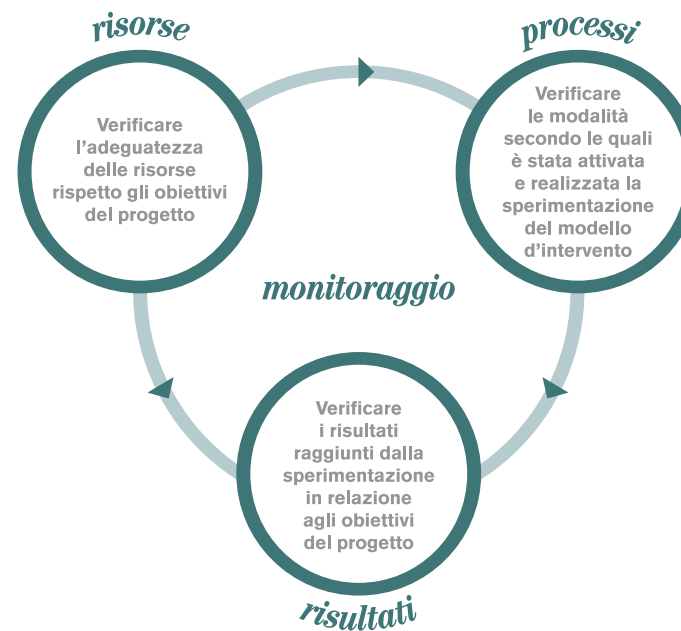 risorse
Verificare
l'adeguatezza
delle risorse
rispetto gli obiettivi
del progetto
processi
Verificare
le modalità
secondo le quali
è stata attivata
e realizzata la
sperimentazione
del modello
d'intervento
monitoraggio
Verificare
i risultati
raggiunti dalla
sperimentazione
in relazione
agli obiettivi
del progetto
risultati